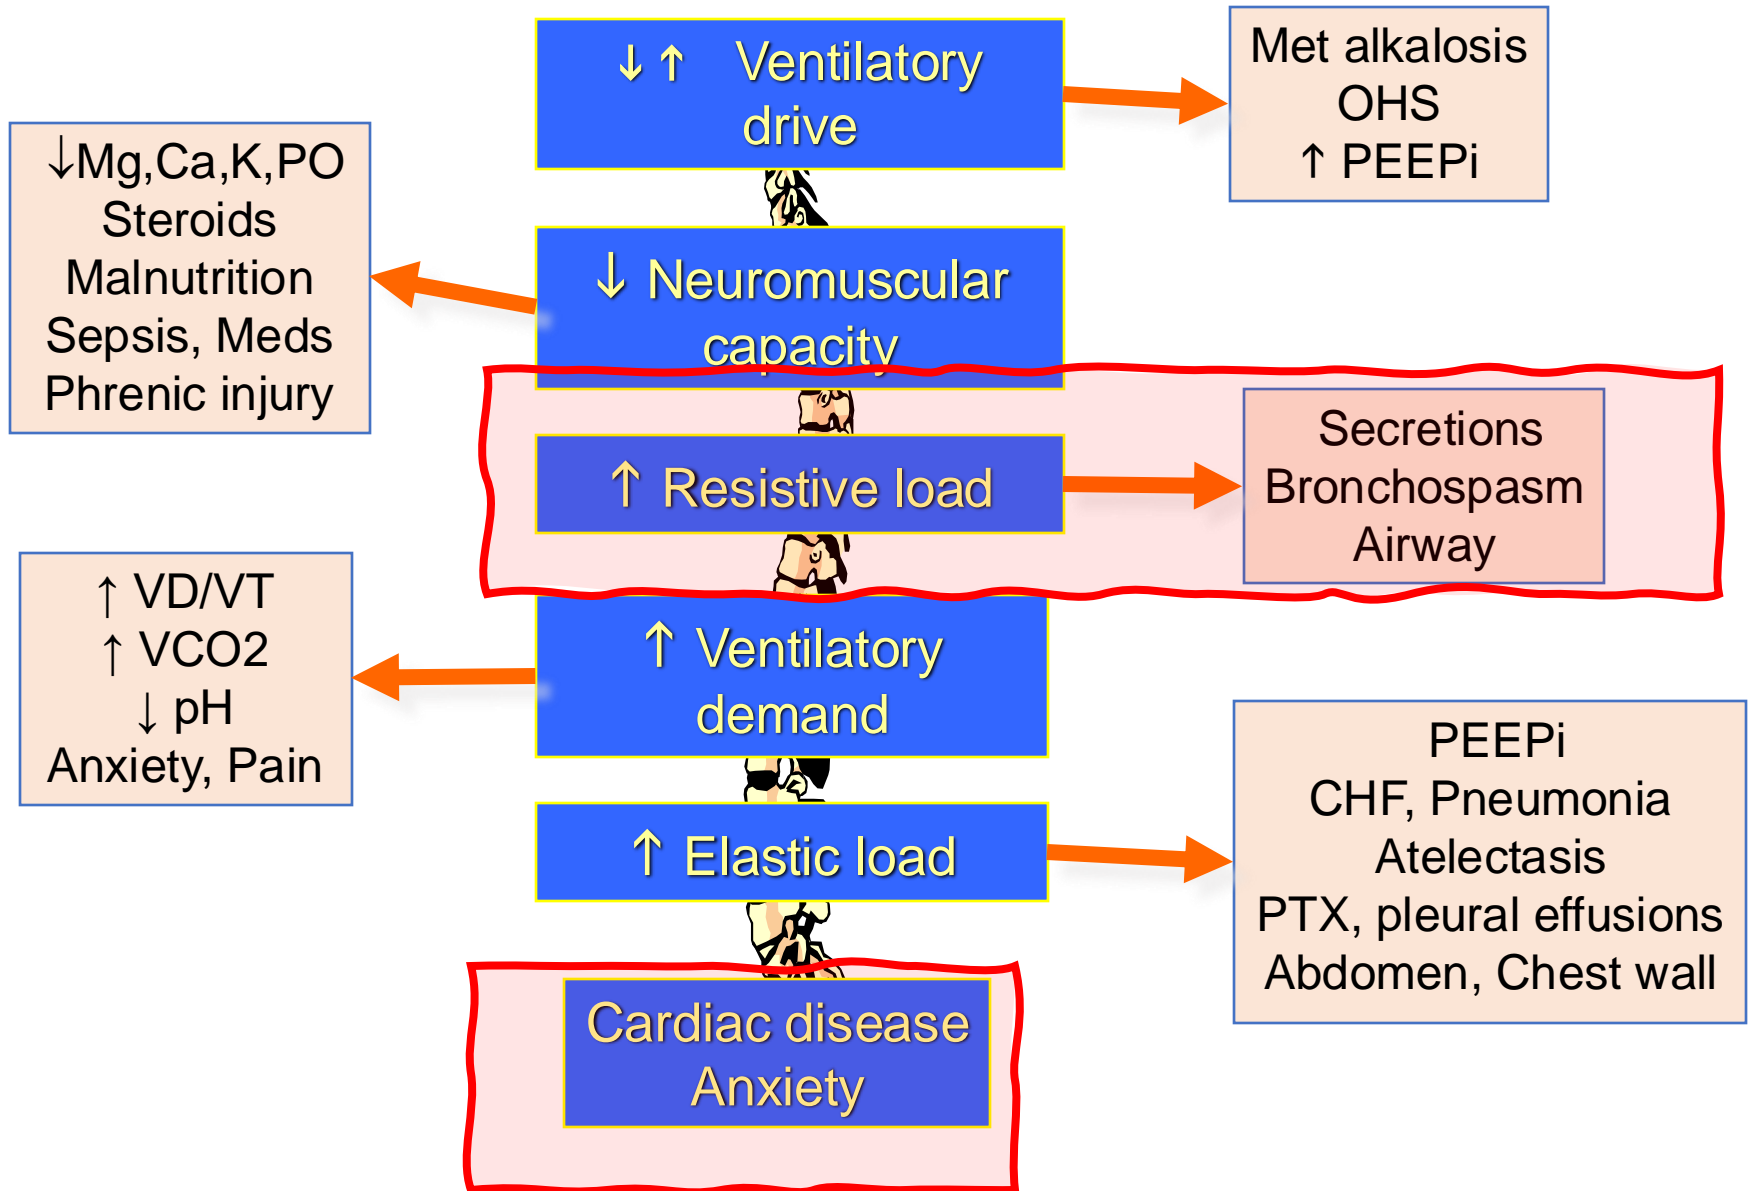 ↓ ↑ Ventilatory
drive
Met alkalosis
OHS
↑ PEEPi
↓Mg,Ca,K,PO
Steroids
Malnutrition
Sepsis, Meds
Phrenic injury
↓ Neuromuscular
capacity
↑ Resistive load
Secretions
Bronchospasm
Airway
↑ VD/VT
↑ VCO2
↓ pH
Anxiety, Pain
↑ Ventilatory
demand
↑ Elastic load
PEEPi
CHF, Pneumonia
Atelectasis
PTX, pleural effusions
Abdomen, Chest wall
Cardiac disease
Anxiety